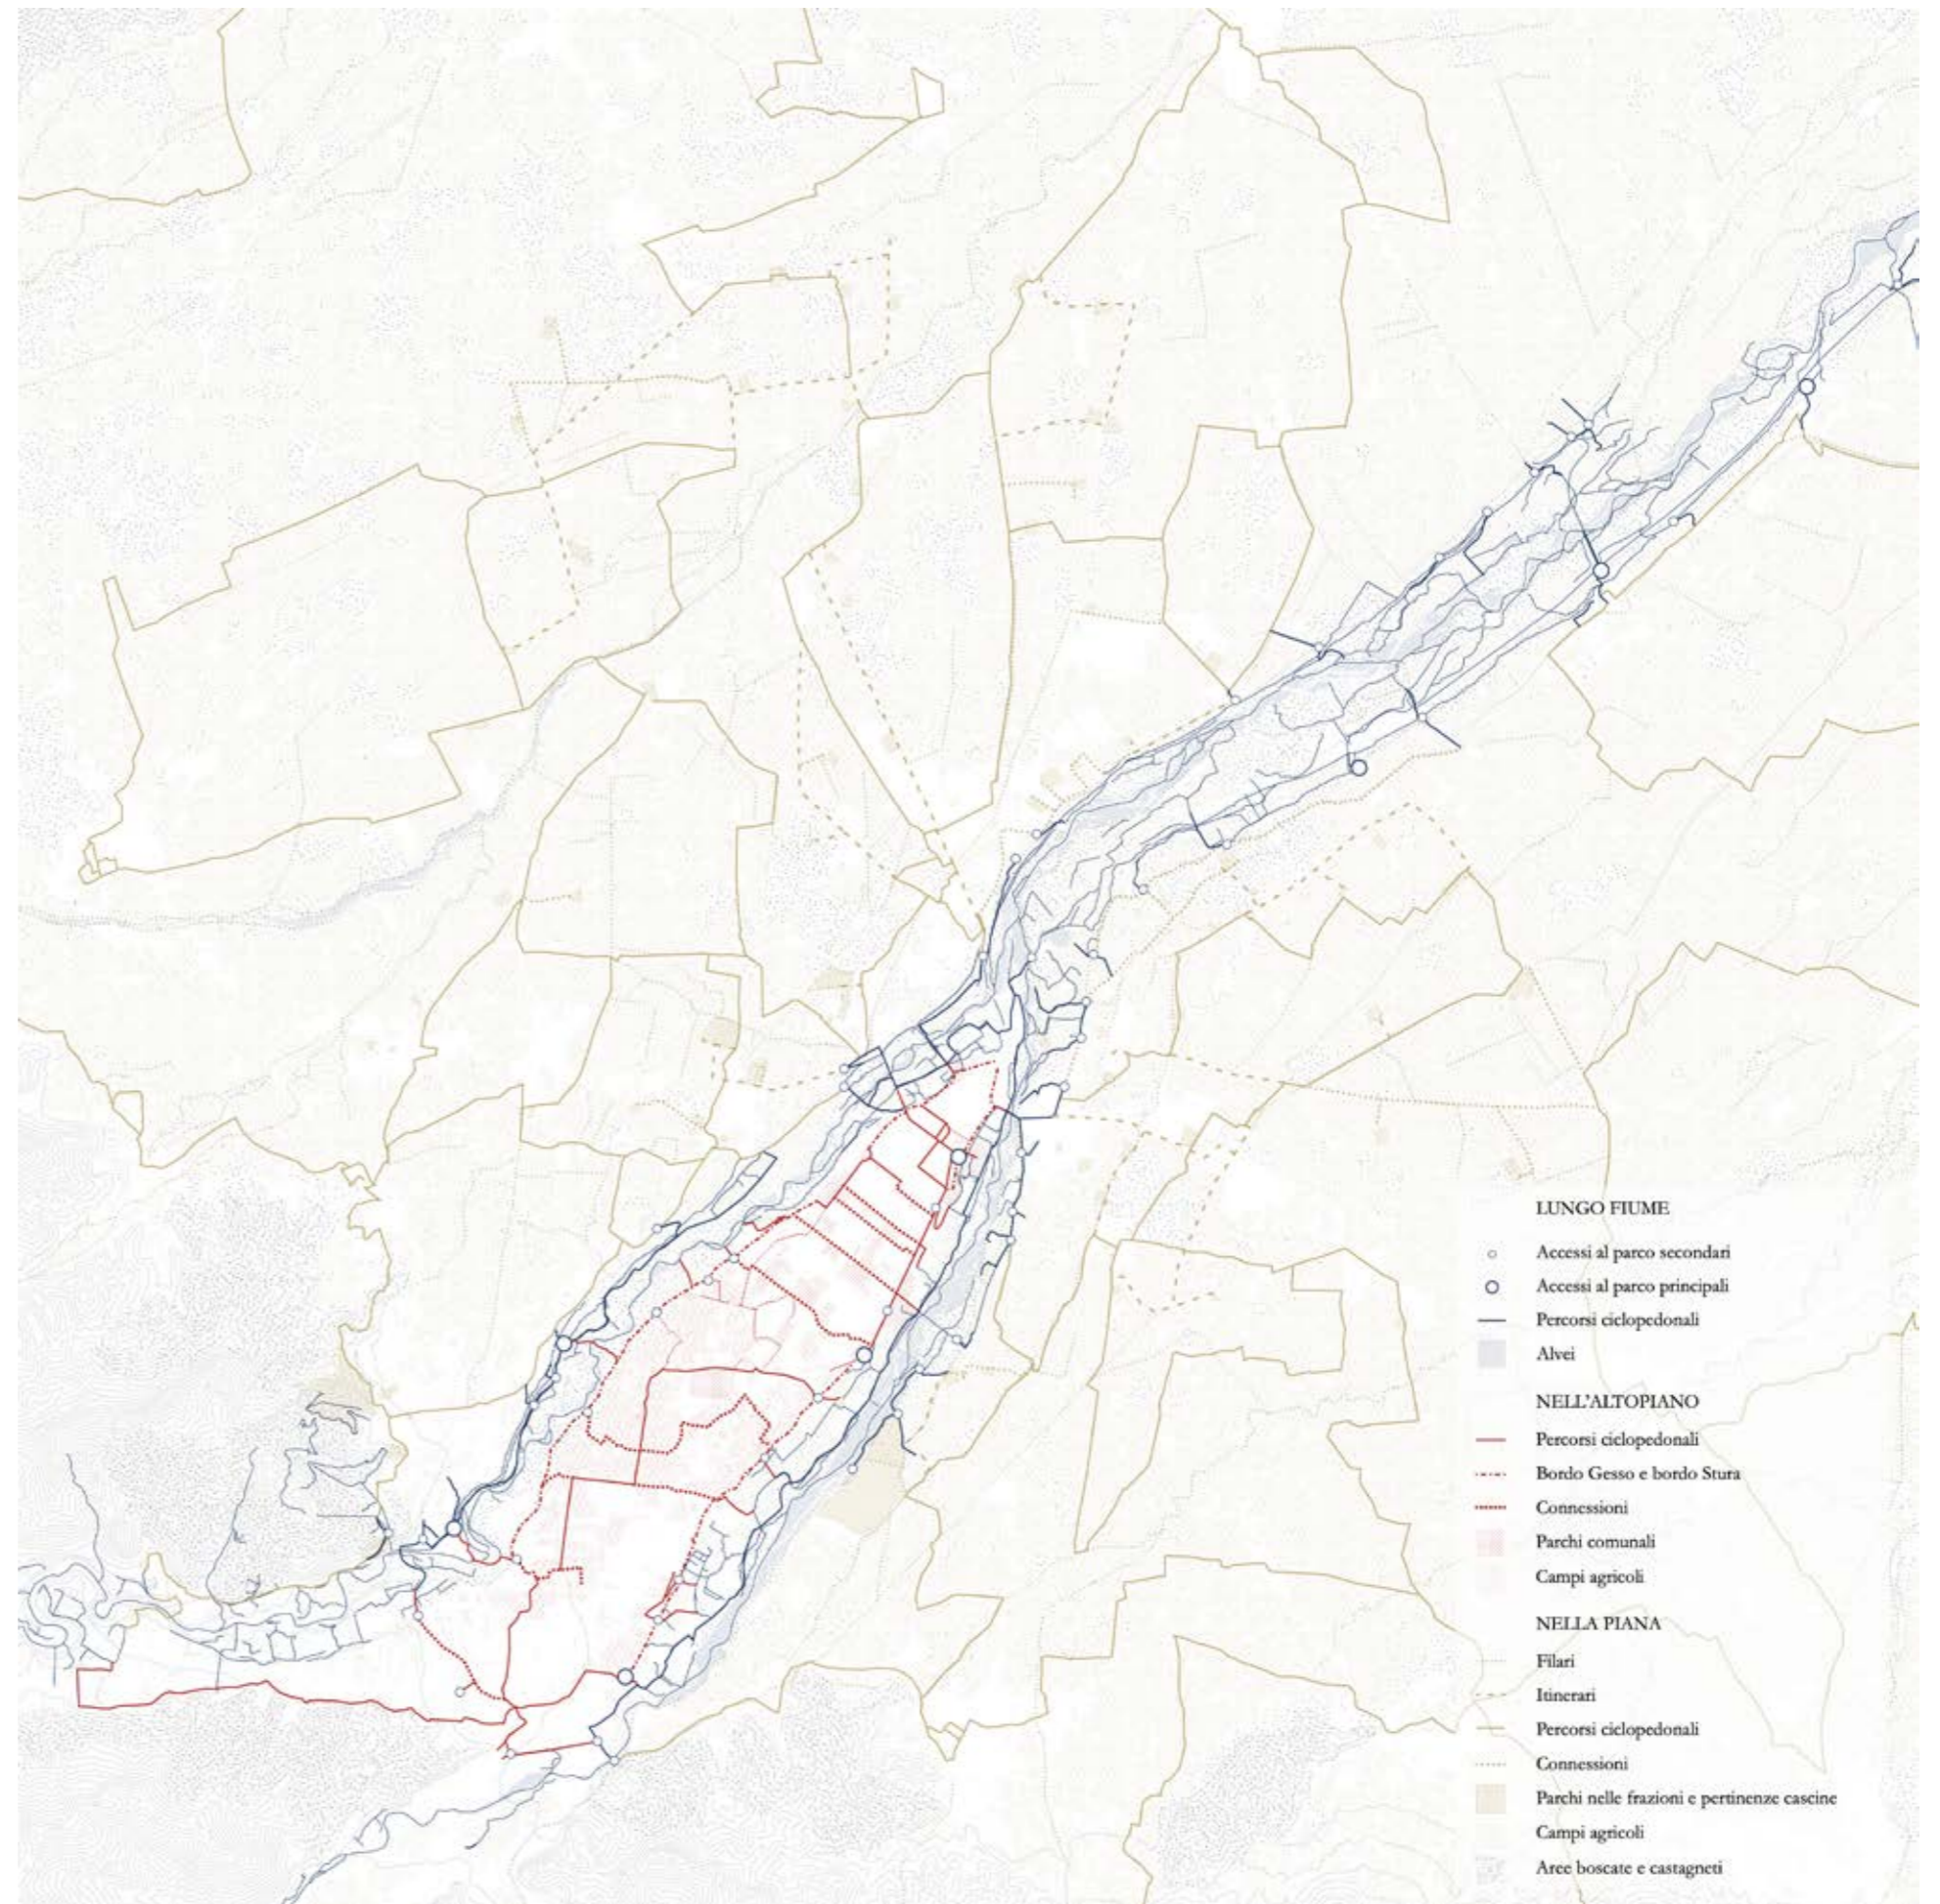 LUNGO FIUME
Accessi al parco secondari
Accessi al parco principali
Percorsi ciclopedonali
Alvei
NELL'ALTOPIANO
Percorsi ciclopedonali
Bordo Gesso e bordo Stura
Connessioni
Parchi comunali
Campi agricoli
NELLA PIANA
Filari
Itinerari
Percorsi ciclopedonali
Connessioni
Parchi nelle frazioni e pertinenze cascine
Campi agricoli
Aree boscate e castagneti